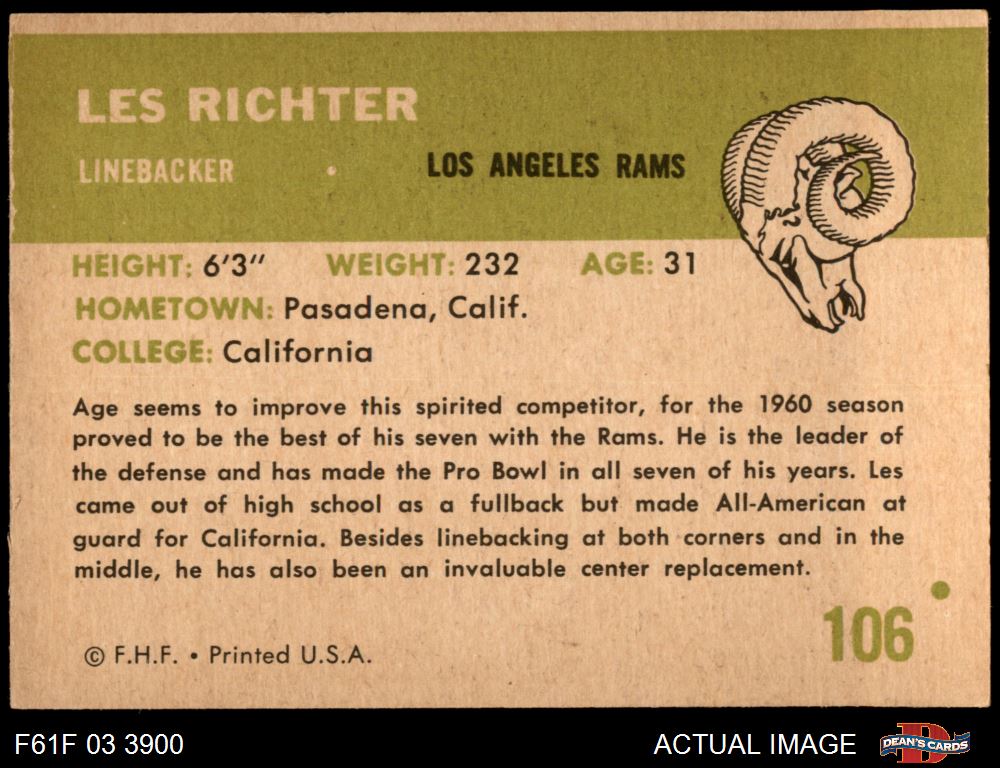 LES RICHTER
LINEBACKER
LOS ANGELES RAMS
HEIGHT: 6'3" WEIGHT: 232 AGE: 31
HOMETOWN: Pasadena, Calif.
COLLEGE: California
Age seems to improve this spirited competitor, for the 1960 season
proved to be the best of his seven with the Rams. He is the leader of
the defense and has made the Pro Bowl in all seven of his years. Les
came out of high school as a fullback but made All-American at
guard for California. Besides linebacking at both corners and in the
middle, he has also been an invaluable center replacement.
106
© F.H.F. • Printed U.S.A.
F61F 03 3900
ACTUAL IMAGE
D
DEAN'S CARDS